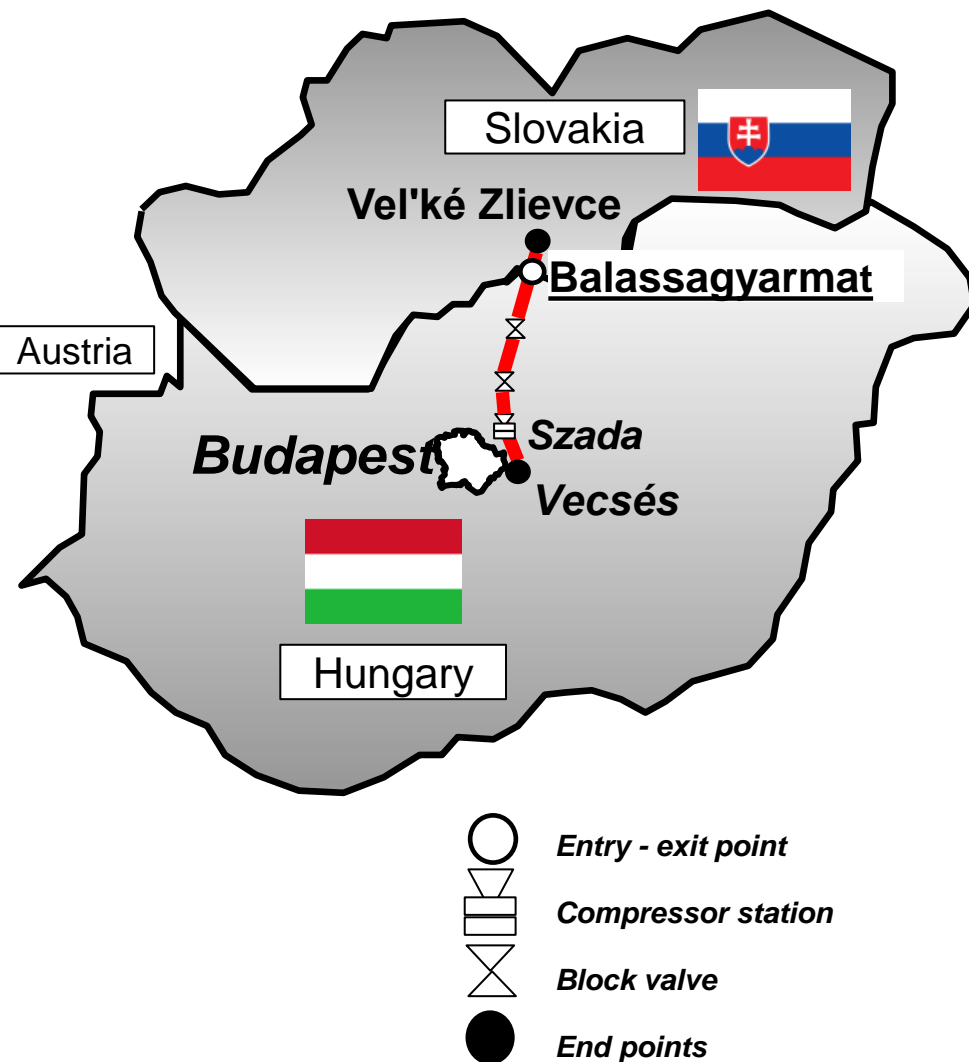 Slovakia
Vel'ké Zlievce
Balassagyarmat
Austria
Szada
Budapest
Vecsés
Hungary
Entry - exit point
Compressor station
Block valve
End points